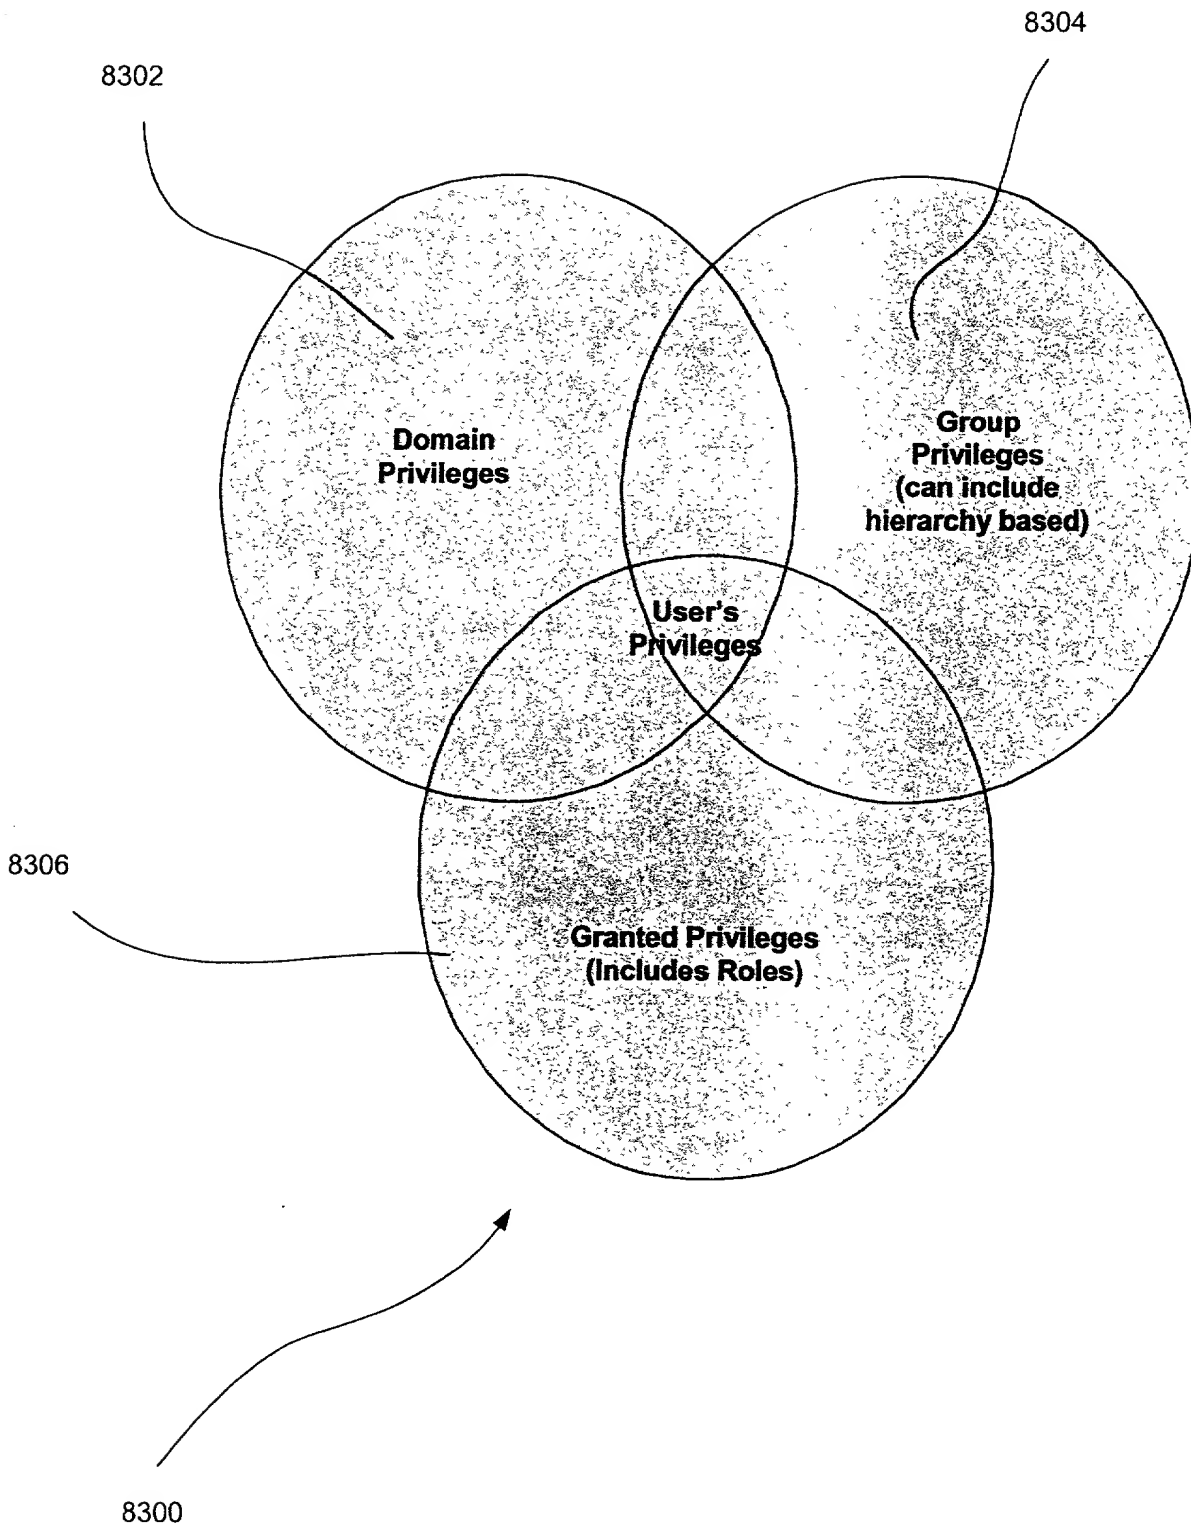 8304
8302
Domain
Privileges
Group
Privileges
(can include
hierarchy based)
User's
Privileges
8306
Granted Privileges
(Includes Roles)
8300